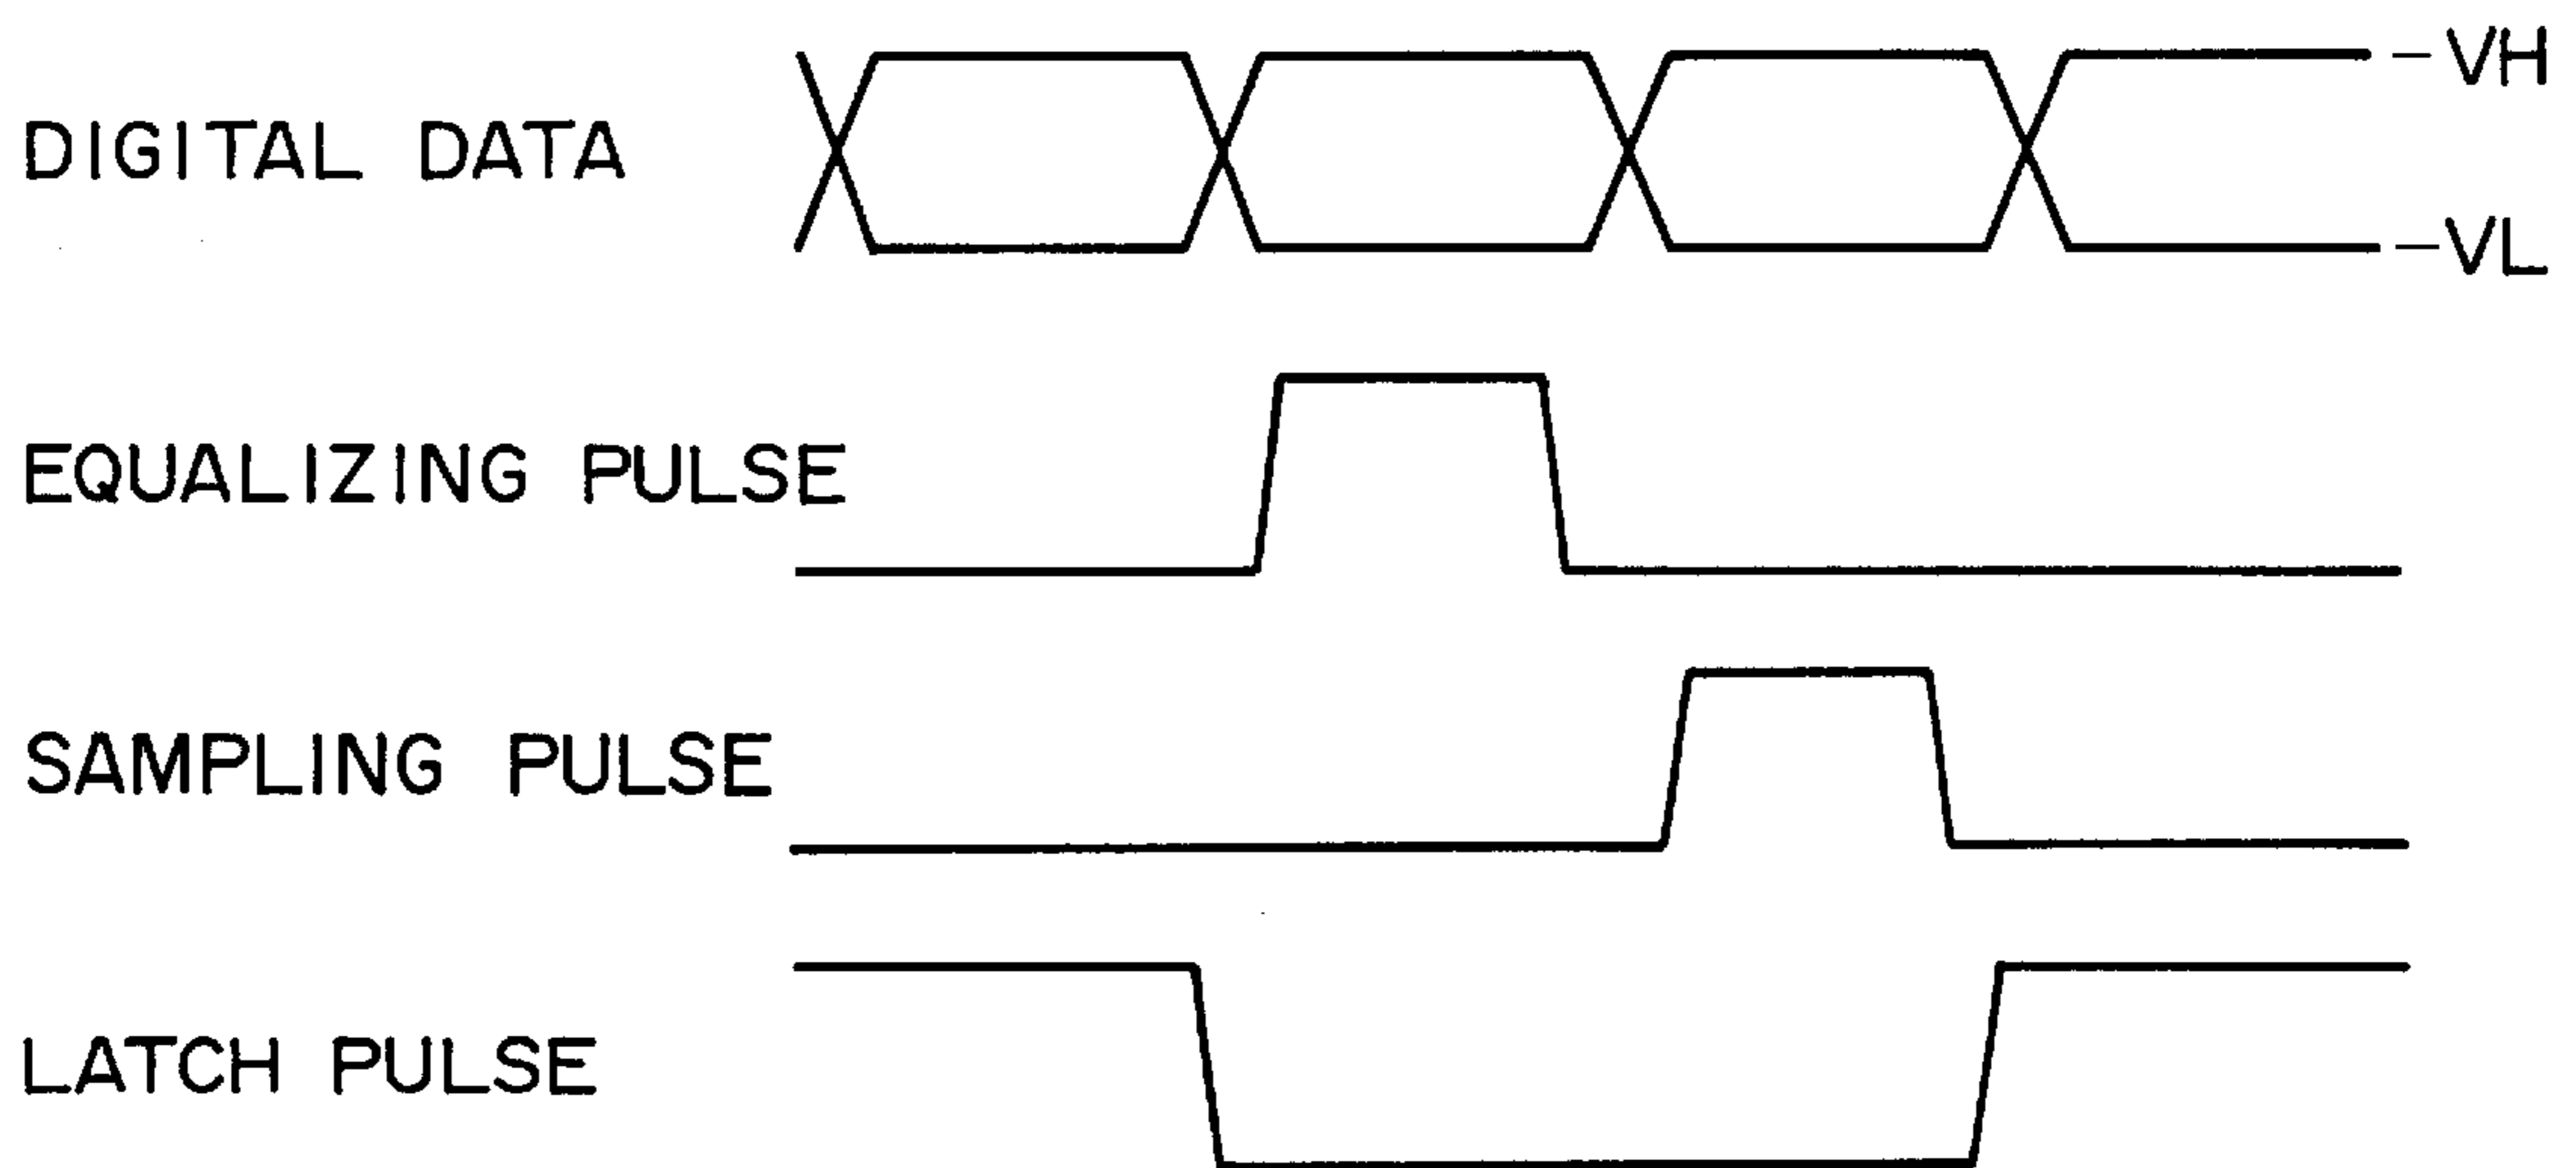 VH
DIGITAL DATA
VL
EQUALIZING PULSE
SAMPLING PULSE
LATCH PULSE